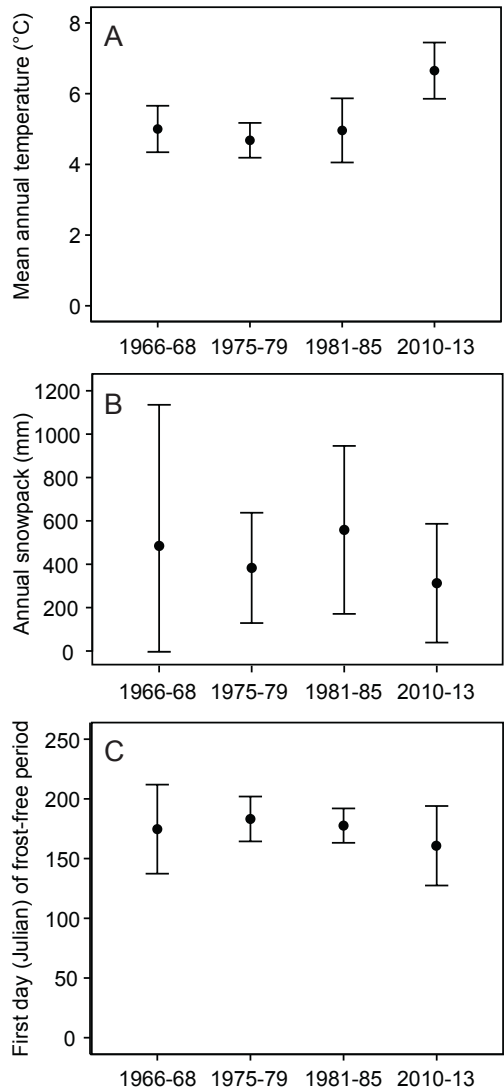 A
Mean annual temperature (°C)
8
6
4
2
0
1966-68 1975-79 1981-85 2010-13
B
Annual snowpack (mm)
1200
1000
800
600
400
200
0
1966-68 1975-79 1981-85 2010-13
C
First day (Julian) of frost-free period
250
200
150
100
50
0
1966-68 1975-79 1981-85 2010-13